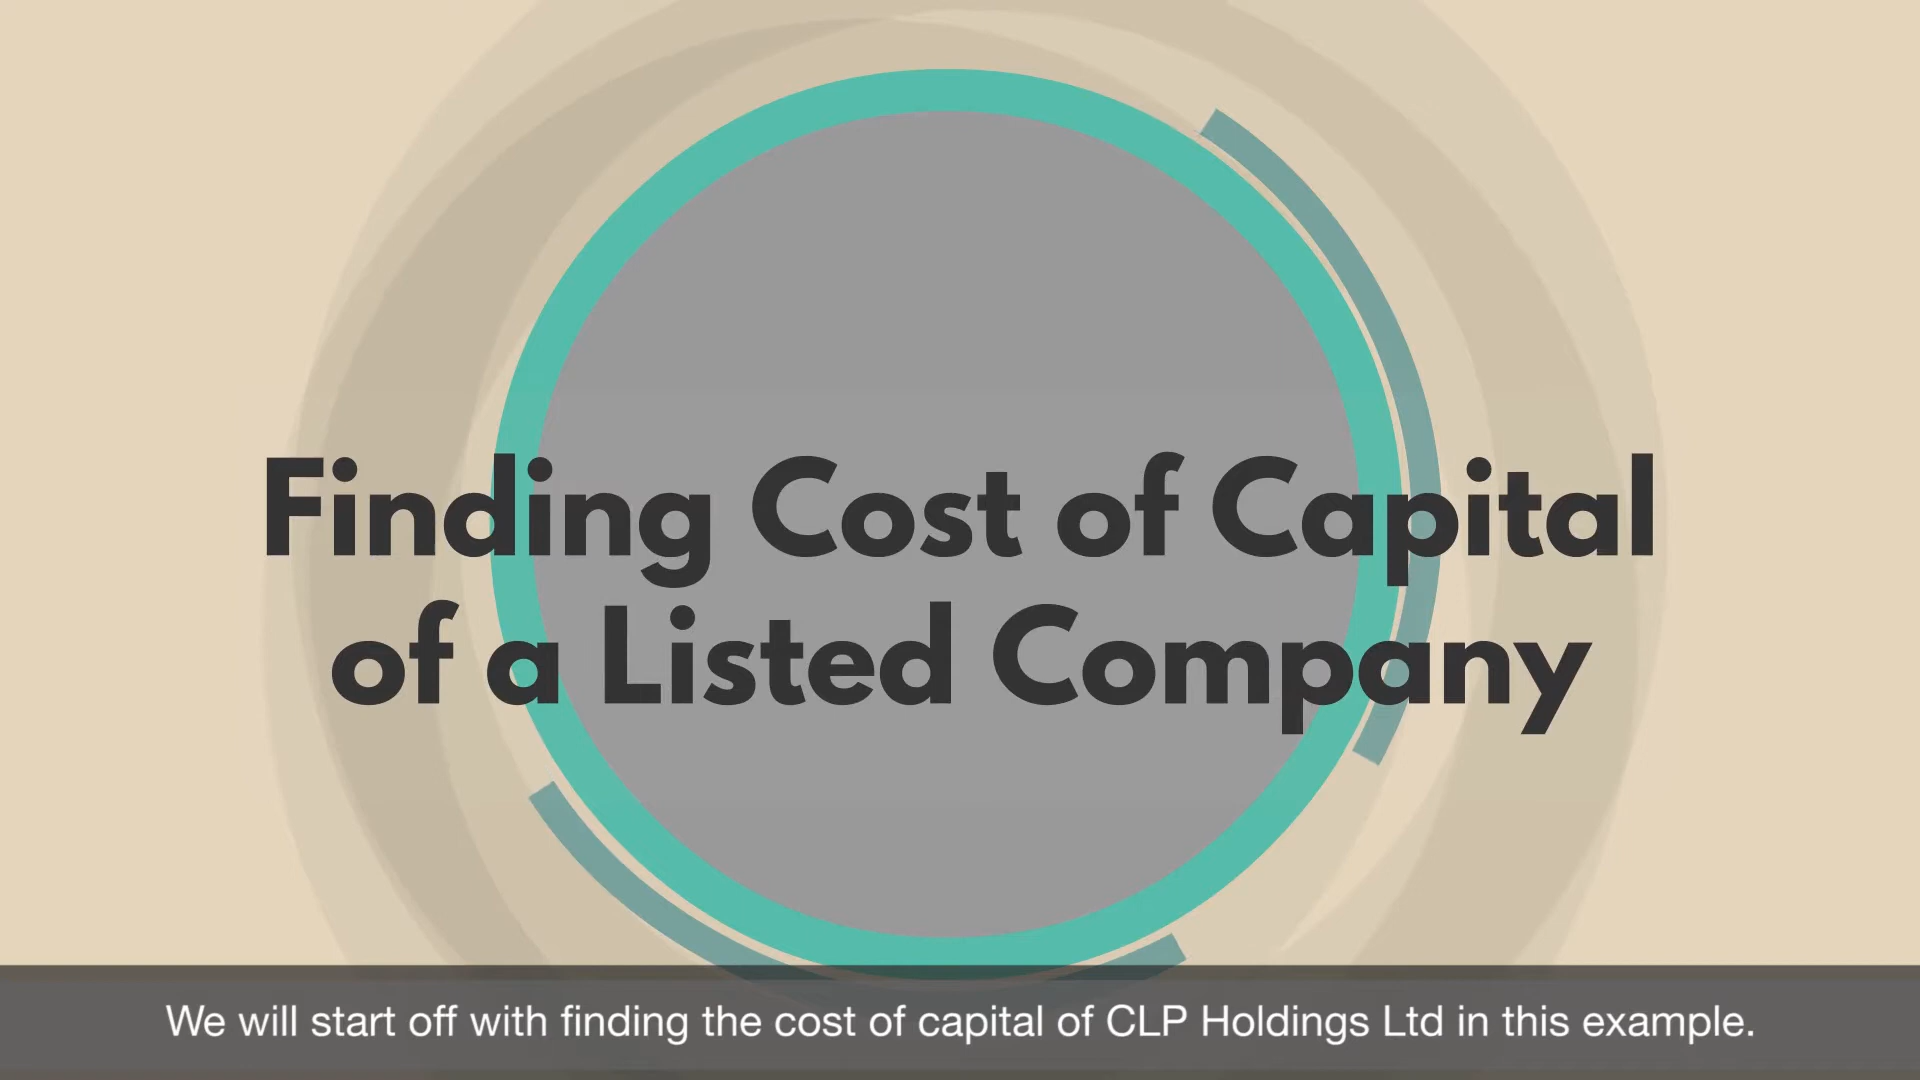 Finding Cost of Capital
of a Listed Company
We will start off with finding the cost of capital of CLP Holdings Ltd in this example.